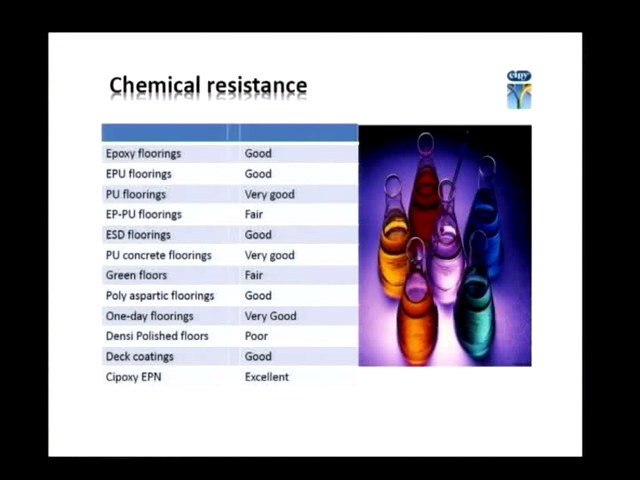 Chemical resistance
cipy
Epoxy floorings Good
EPU floorings Good
PU floorings Very good
EP-PU floorings Fair
ESD floorings Good
PU concrete floorings Very good
Green floors Fair
Poly aspartic floorings Good
One-day floorings Very Good
Densi Polished floors Poor
Deck coatings Good
Cipoxy EPN Excellent